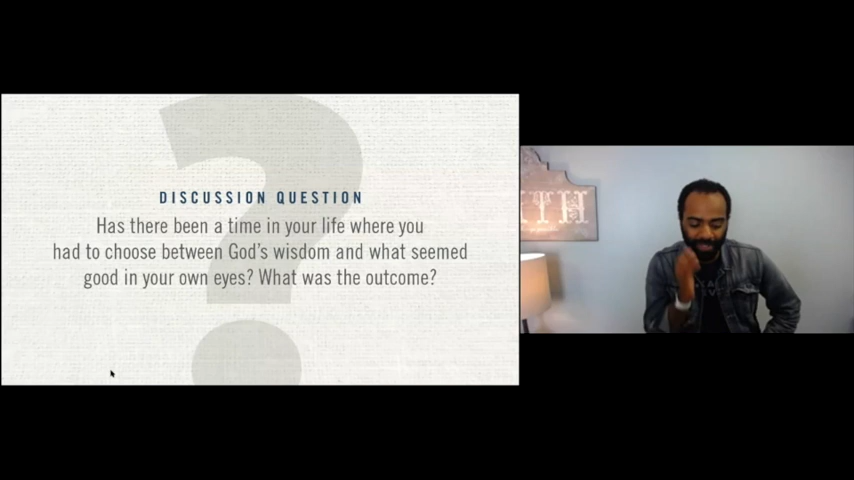 DISCUSSION QUESTION
Has there been a time in your life where you
had to choose between God's wisdom and what seemed
good in your own eyes? What was the outcome?
ITH